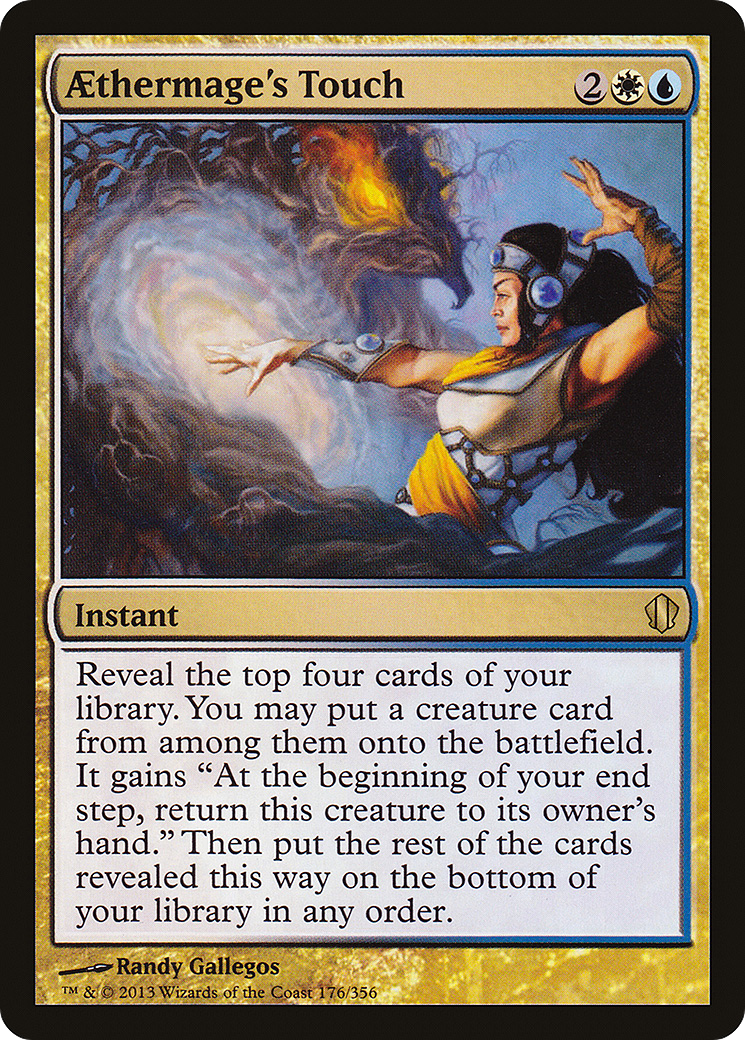 Æthermage's Touch 2
Instant
Reveal the top four cards of your
library. You may put a creature card
from among them onto the battlefield.
It gains “At the beginning of your end
step, return this creature to its owner's
hand.” Then put the rest of the cards
revealed this way on the bottom of
your library in any order.
Randy Gallegos
™ & © 2013 Wizards of the Coast 176/356